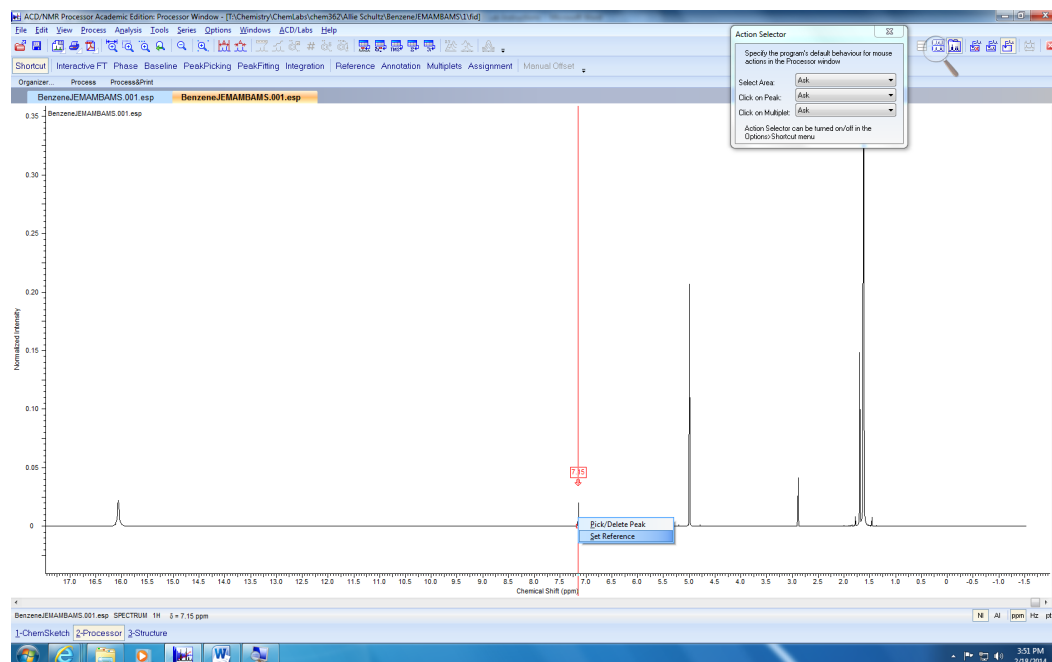 ACD/NMR Processor Academic Edition: Processor Window - [T:\Chemistry\ChemLabs\chem362\Allie Schultz\BenzeneJEMAMBAMS\1\fid]
File Edit View Process Analysis Tools Series Options Windows ACD/Labs Help
Shortcut Interactive FT Phase Baseline PeakPicking PeakFitting Integration Reference Annotation Multiplets Assignment Manual Offset
Organizer... Process Process&Print
BenzeneJEMAMBAMS.001.esp BenzeneJEMAMBAMS.001.esp
BenzeneJEMAMBAMS.001.esp
Action Selector
Specify the program's default behaviour for mouse
actions in the Processor window
Select Area: Ask
Click on Peak: Ask
Click on Multiplet: Ask
Action Selector can be turned on/off in the
Options>Shortcut menu
0.35
0.30
0.25
0.20
0.15
0.10
0.05
0
Normalized Intensity
7.15
Pick/Delete Peak
Set Reference
17.0 16.5 16.0 15.5 15.0 14.5 14.0 13.5 13.0 12.5 12.0 11.5 11.0 10.5 10.0 9.5 9.0 8.5 8.0 7.5 7.0 6.5 6.0 5.5 5.0 4.5 4.0 3.5 3.0 2.5 2.0 1.5 1.0 0.5 0 -0.5 -1.0 -1.5
Chemical Shift (ppm)
BenzeneJEMAMBAMS.001.esp SPECTRUM 1H δ = 7.15 ppm NI AI ppm Hz pt
1-ChemSketch 2-Processor 3-Structure
3:51 PM
2/18/2014